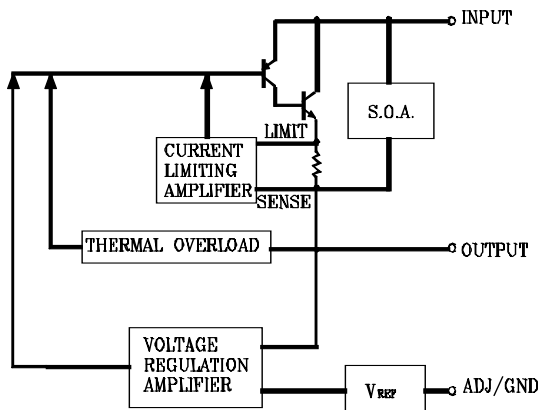 INPUT
S.O.A.
LIMIT
CURRENT
LIMITING
AMPLIFIER
SENSE
THERMAL OVERLOAD
OUTPUT
VOLTAGE
REGULATION
AMPLIFIER
VREF
ADJ/GND